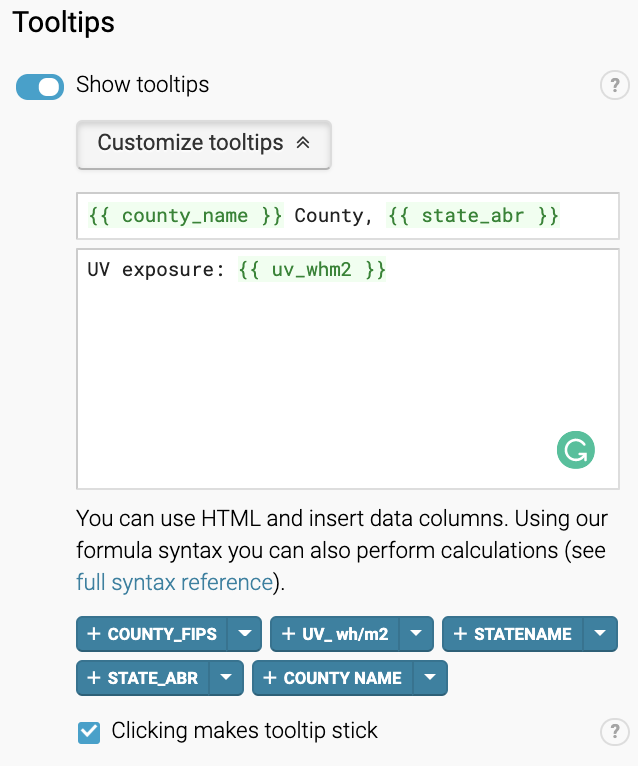 Tooltips
Show tooltips
?
Customize tooltips
{{ county_name }} County, {{ state_abr }}
UV exposure: {{ uv_whm2 }}
G
You can use HTML and insert data columns. Using our
formula syntax you can also perform calculations (see
full syntax reference).
+ COUNTY_FIPS + UV_ wh/m2 + STATENAME
+ STATE_ABR + COUNTY NAME
Clicking makes tooltip stick
?